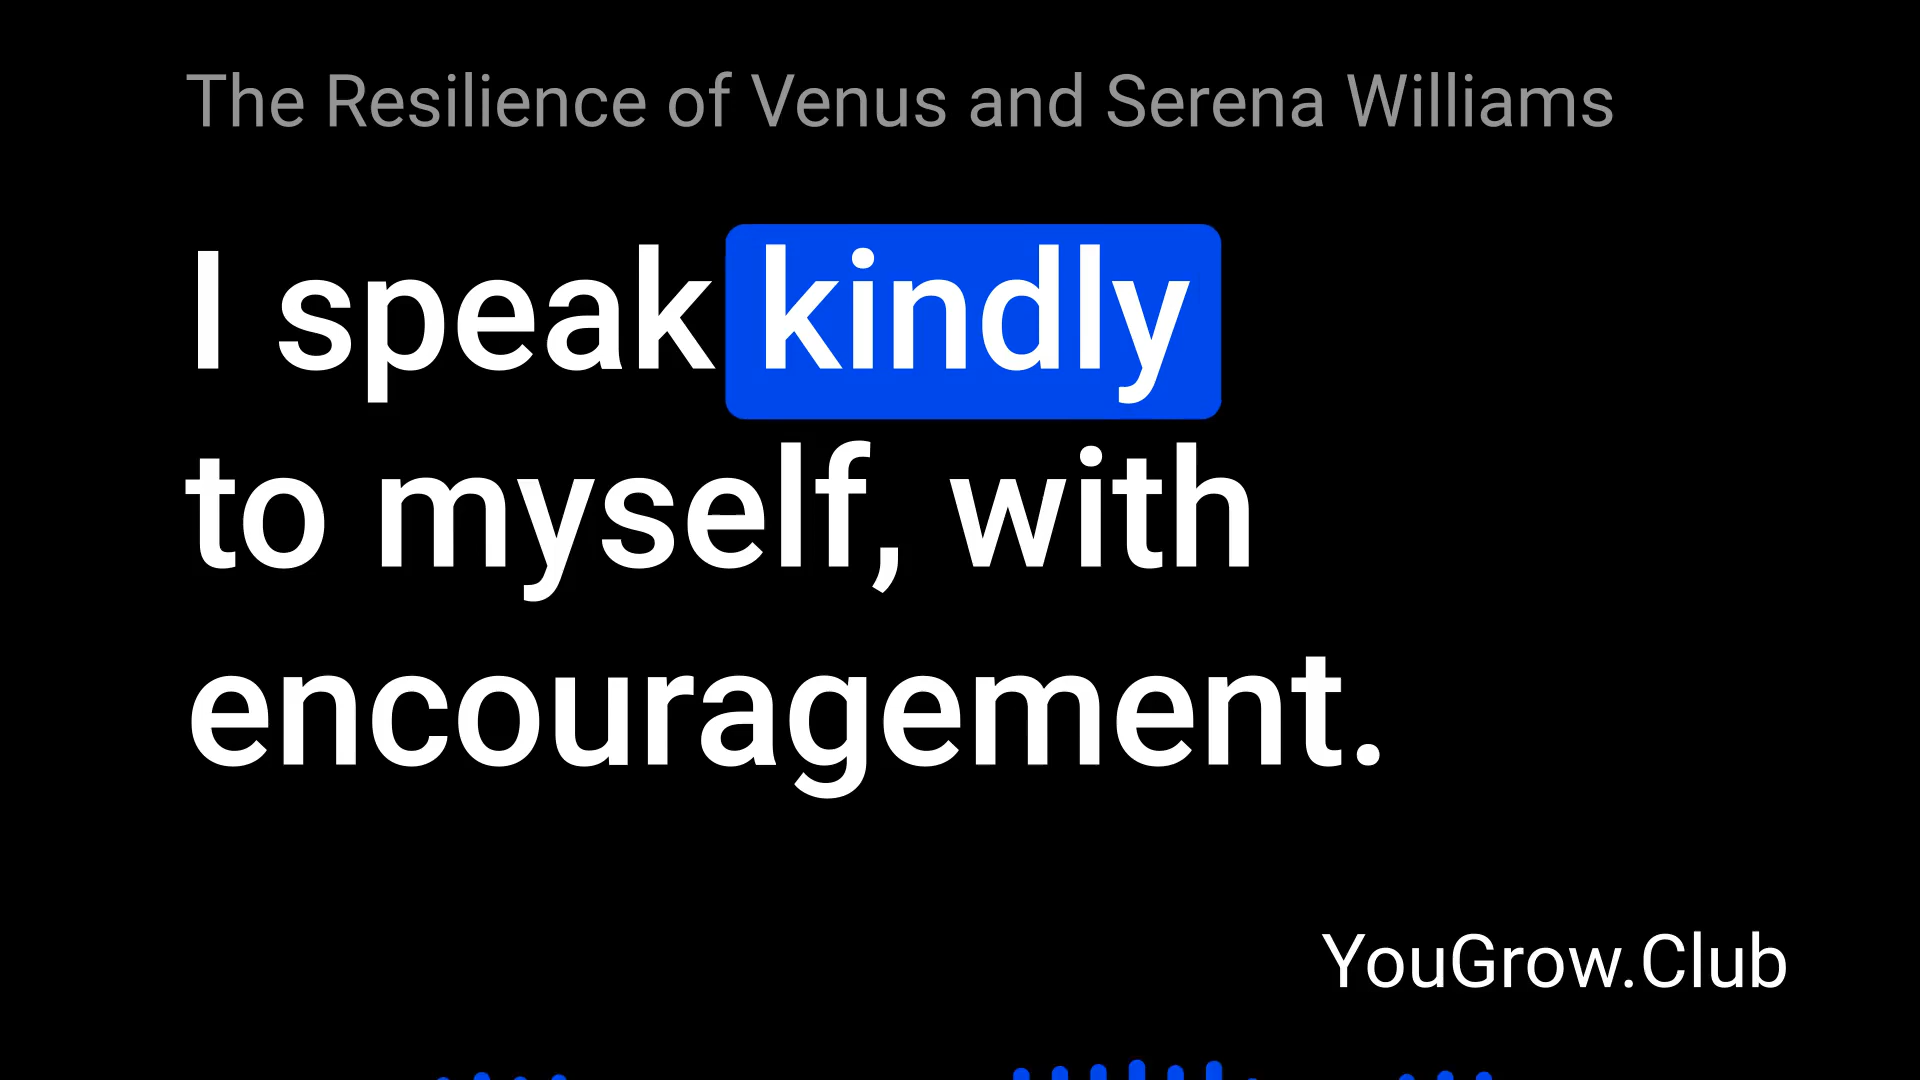 The Resilience of Venus and Serena Williams
I speak kindly
to myself, with
encouragement.
YouGrow.Club